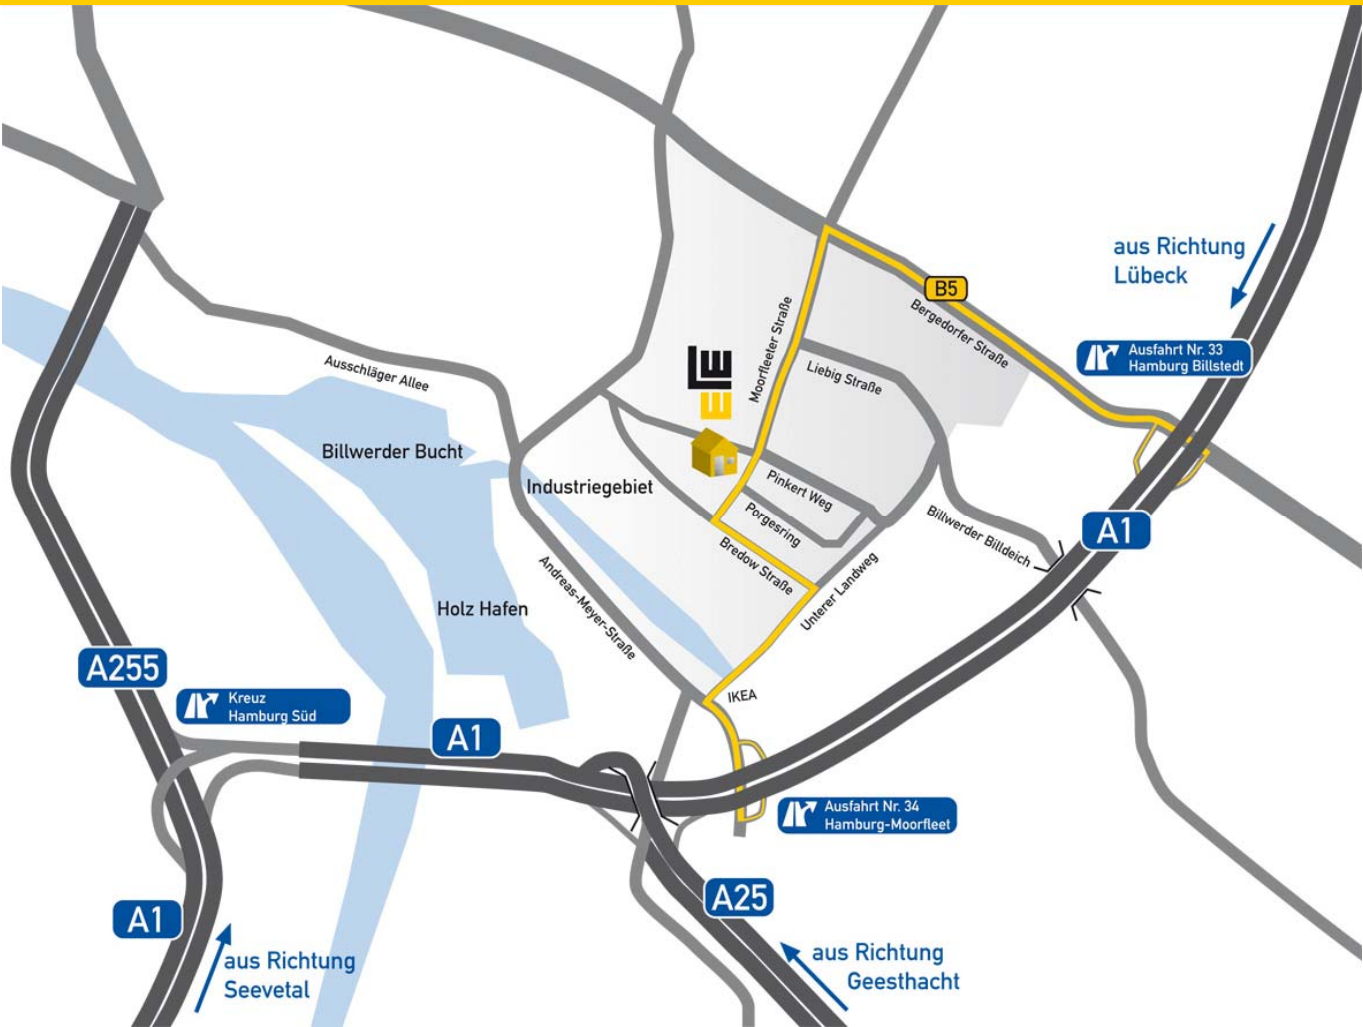 aus Richtung
Lübeck
B5
Bergedorfer Straße
Moorfleeter Straße
Ausfahrt Nr. 33
Hamburg Billstedt
Liebig Straße
Ausschläger Allee
ELE
Billwerder Bucht
Industriegebiet
Pinkert Weg
Porgesring
Billwerder Billdeich
A1
Bredow Straße
Unterer Landweg
Andreas-Meyer-Straße
Holz Hafen
A255
Kreuz
Hamburg Süd
IKEA
A1
Ausfahrt Nr. 34
Hamburg-Moorfleet
A25
A1
aus Richtung
Seevetal
aus Richtung
Geesthacht